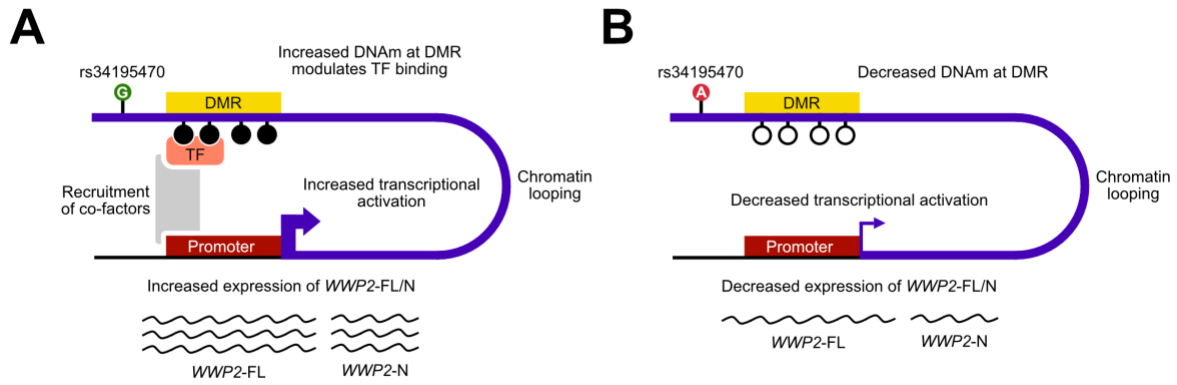 A
Increased DNAm at DMR
modulates TF binding
rs34195470
G
DMR
TF
Recruitment
of co-factors
Increased transcriptional
activation
Chromatin
looping
Promoter
Increased expression of WWP2-FL/N
WWP2-FL
WWP2-N
B
rs34195470
Decreased DNAm at DMR
A
DMR
Chromatin
looping
Decreased transcriptional activation
Promoter
Decreased expression of WWP2-FL/N
WWP2-FL
WWP2-N